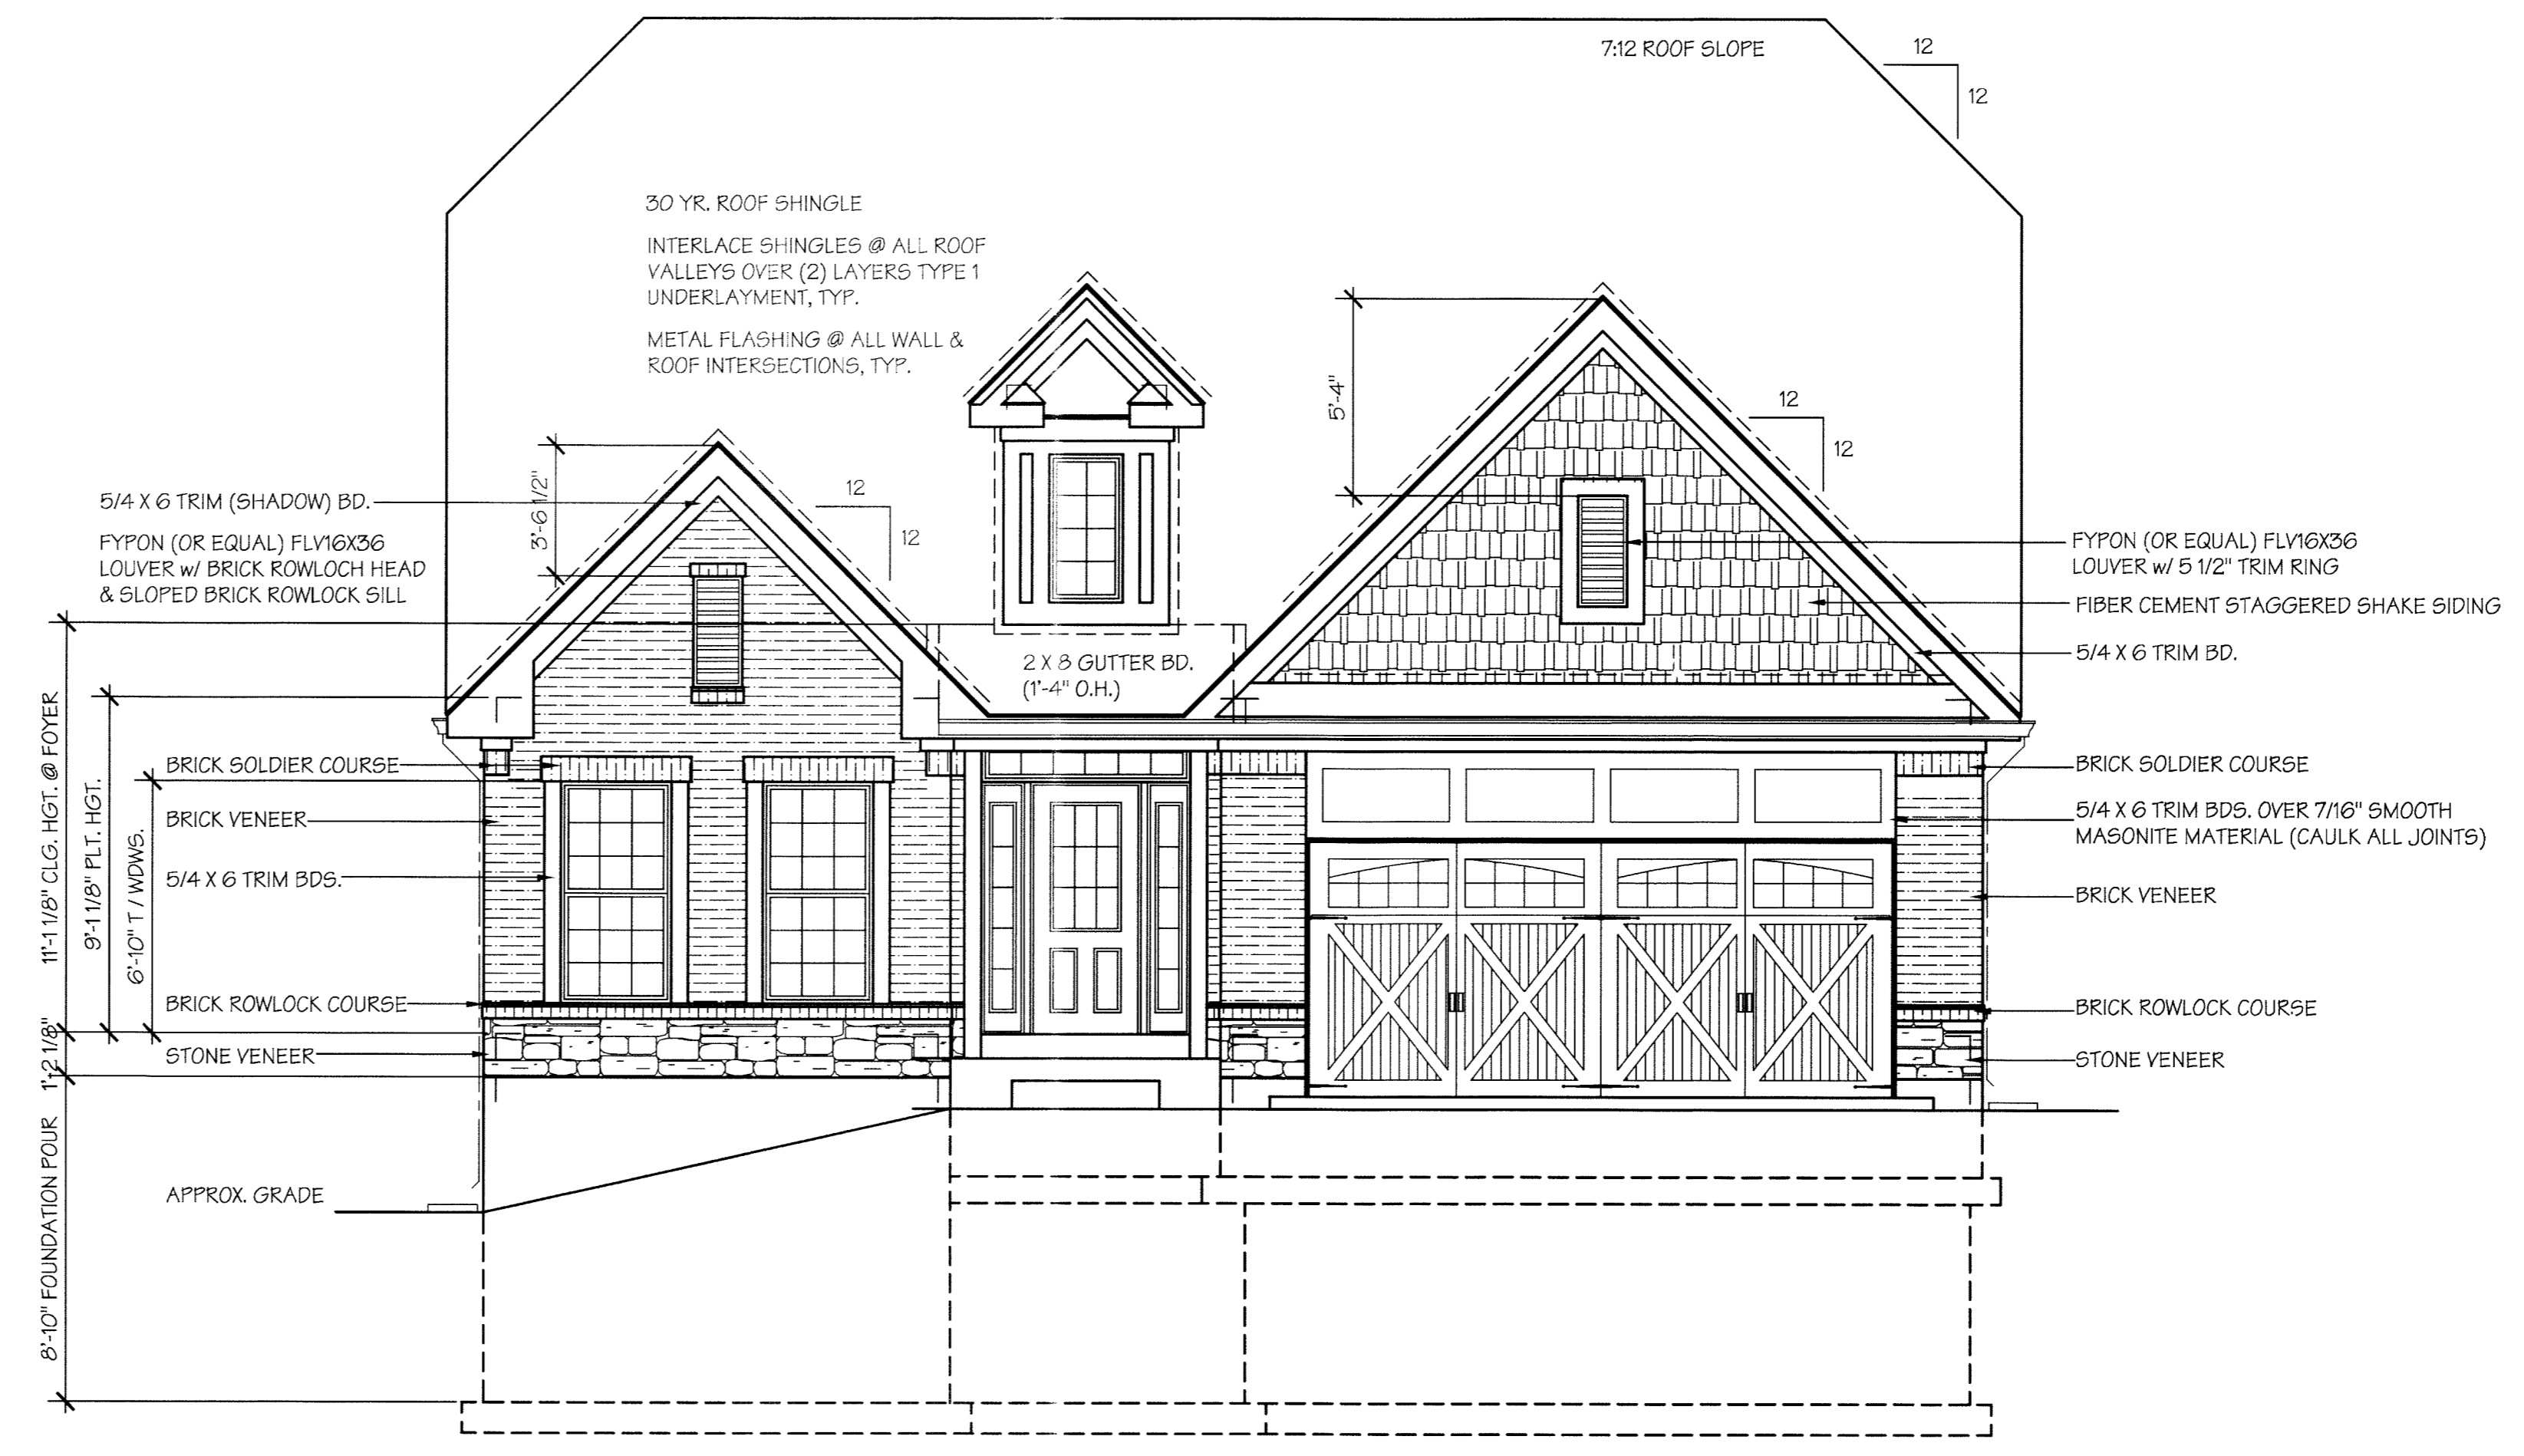 7:12 ROOF SLOPE
12
12
30 YR. ROOF SHINGLE
INTERLACE SHINGLES @ ALL ROOF
VALLEYS OVER (2) LAYERS TYPE 1
UNDERLAYMENT, TYP.
METAL FLASHING @ ALL WALL &
ROOF INTERSECTIONS, TYP.
5'-4"
12
12
3'-6 1/2"
12
12
5/4 X 6 TRIM (SHADOW) BD.
FYPON (OR EQUAL) FLV16X36
LOUVER w/ BRICK ROWLOCH HEAD
& SLOPED BRICK ROWLOCK SILL
2 X 8 GUTTER BD.
(1'-4" O.H.)
FYPON (OR EQUAL) FLV16X36
LOUVER w/ 5 1/2" TRIM RING
FIBER CEMENT STAGGERED SHAKE SIDING
5/4 X 6 TRIM BD.
11'-1 1/8" CLG. HGT. @ FOYER
9'-1 1/8" PLT. HGT.
6'-10" T / WDWS.
BRICK SOLDIER COURSE
BRICK VENEER
5/4 X 6 TRIM BDS.
BRICK ROWLOCK COURSE
STONE VENEER
BRICK SOLDIER COURSE
5/4 X 6 TRIM BDS. OVER 7/16" SMOOTH
MASONITE MATERIAL (CAULK ALL JOINTS)
BRICK VENEER
BRICK ROWLOCK COURSE
STONE VENEER
1'-2 1/8"
8'-10" FOUNDATION POUR
APPROX. GRADE